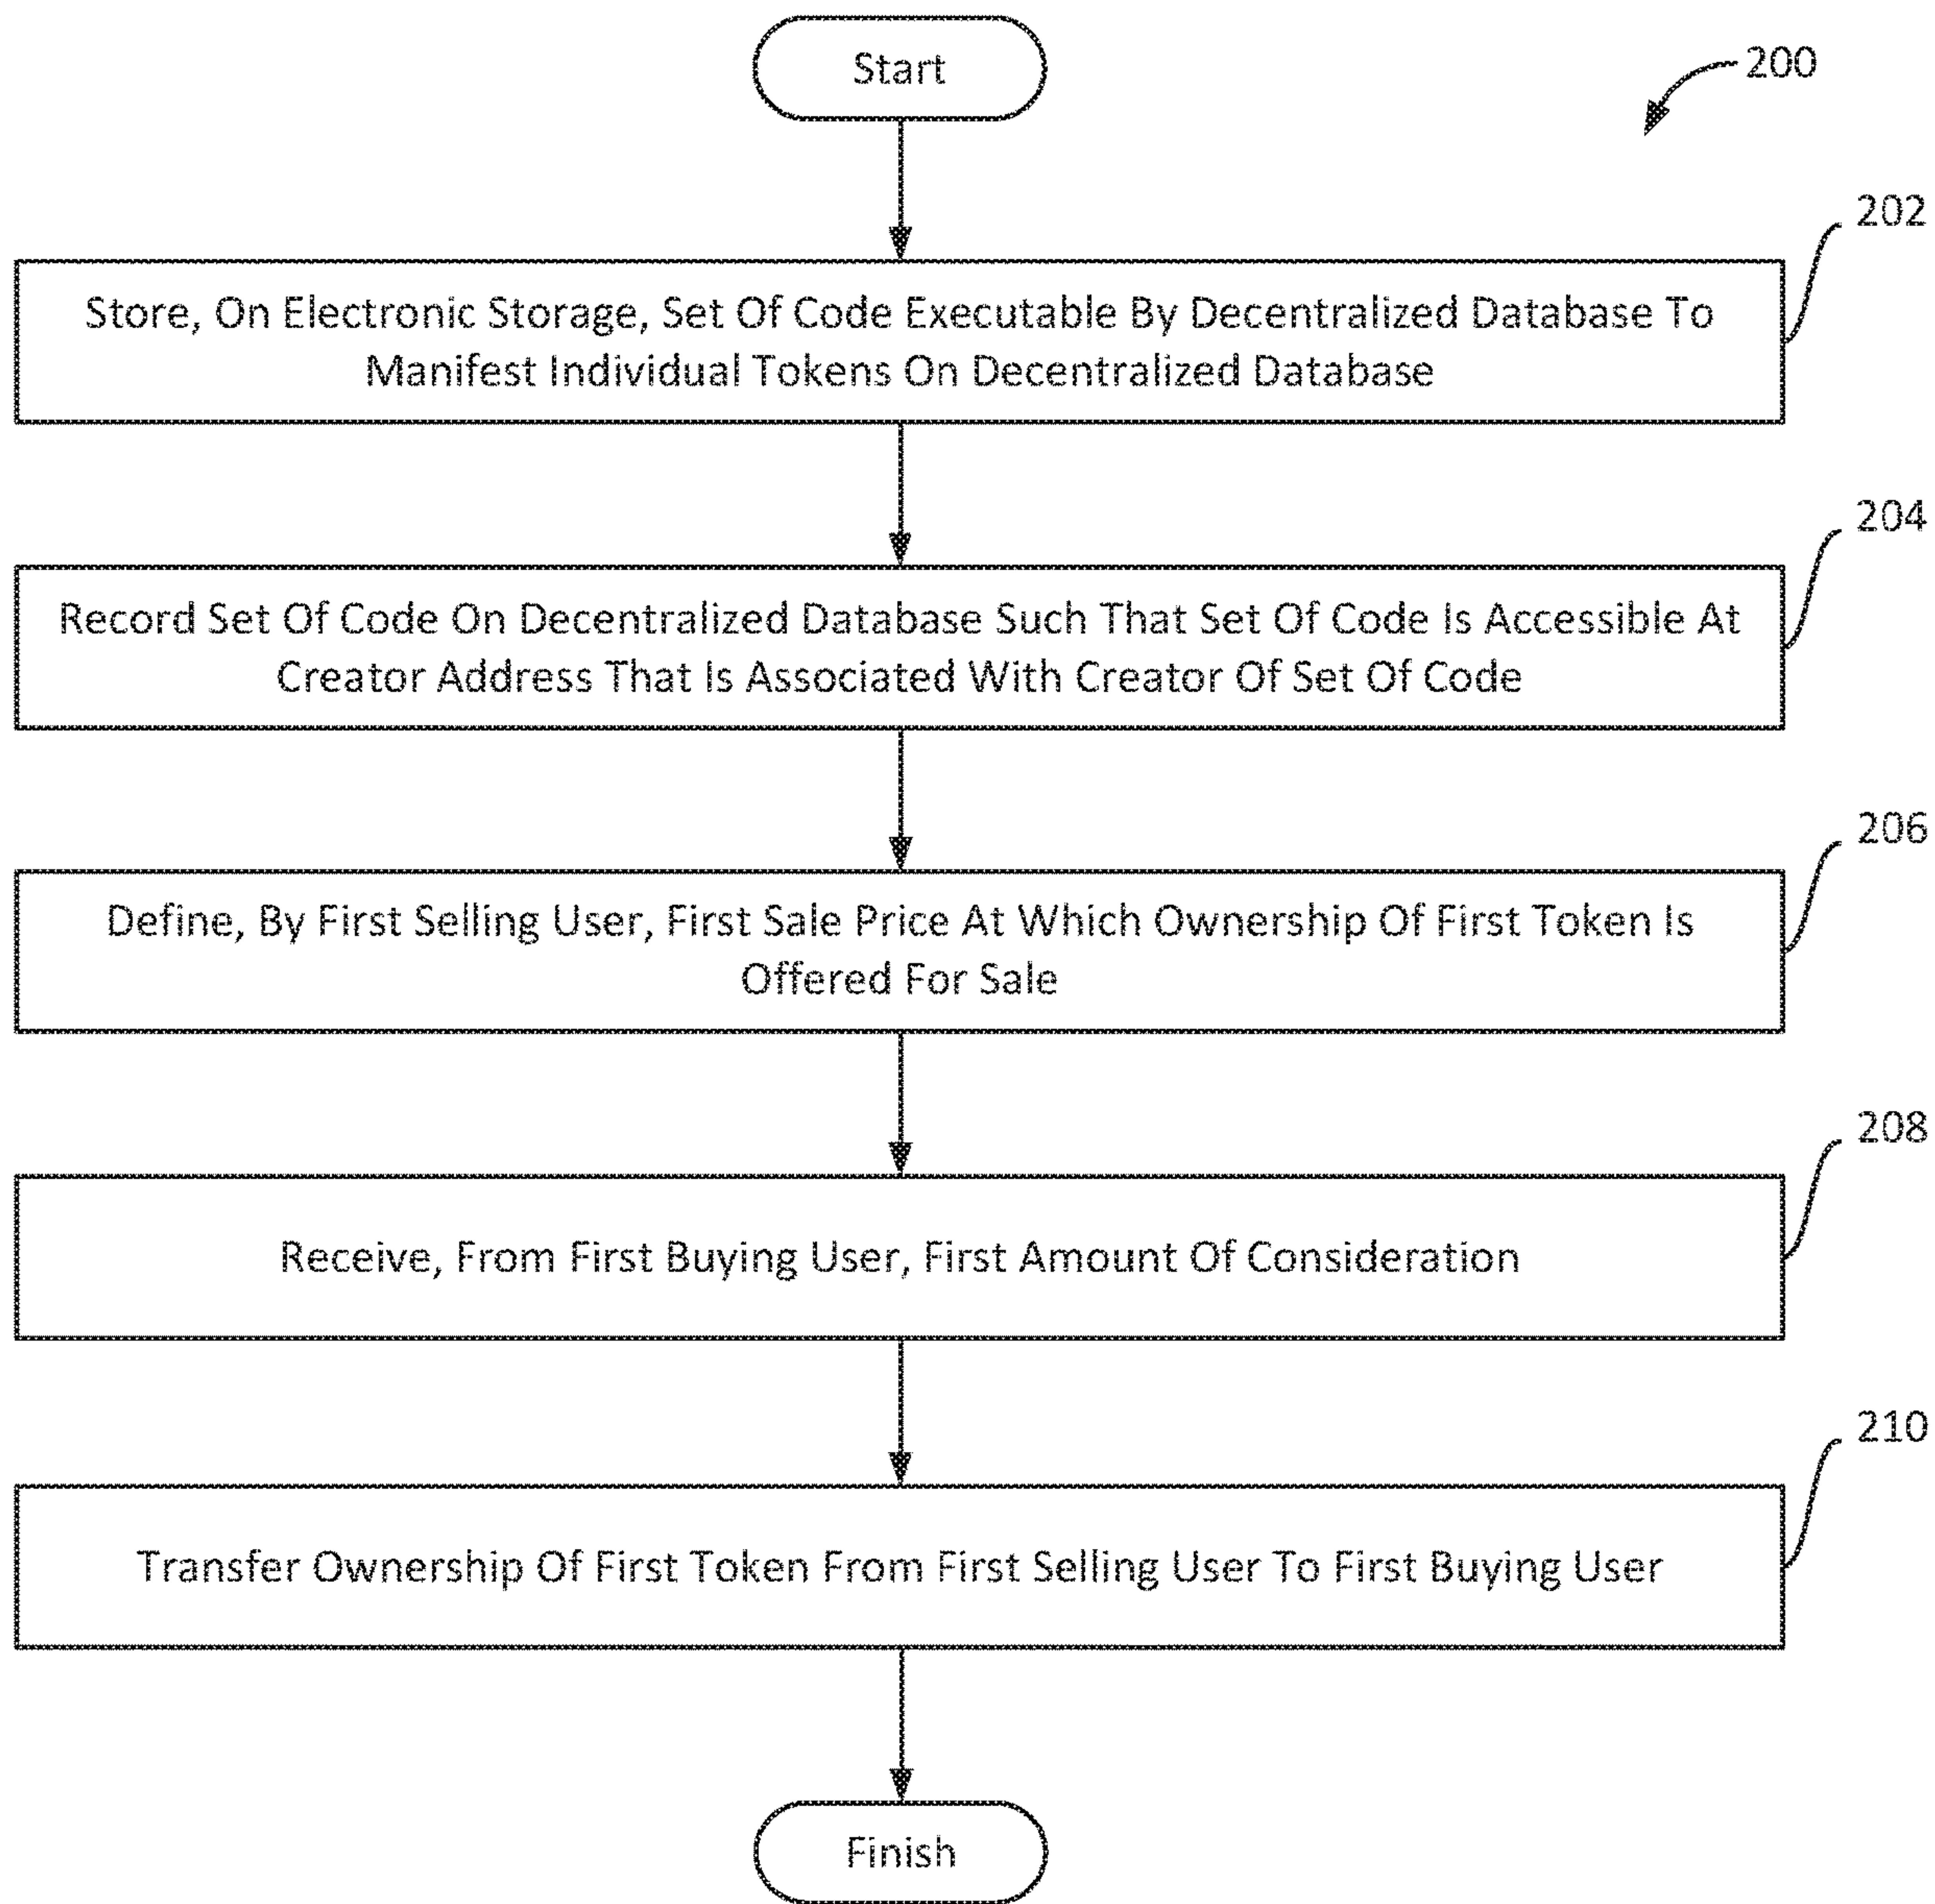 Start
200
202
Store, On Electronic Storage, Set Of Code Executable By Decentralized Database To
Manifest Individual Tokens On Decentralized Database
204
Record Set Of Code On Decentralized Database Such That Set Of Code Is Accessible At
Creator Address That Is Associated With Creator Of Set Of Code
206
Define, By First Selling User, First Sale Price At Which Ownership Of First Token Is
Offered For Sale
208
Receive, From First Buying User, First Amount Of Consideration
210
Transfer Ownership Of First Token From First Selling User To First Buying User
Finish